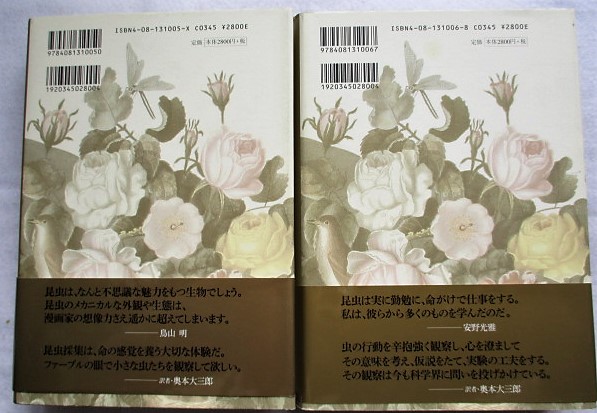 ISBN4-08-131005-X C0345 ¥2800E
定価 本体2800円+税
9784081310050
1920345028004
昆虫は、なんと不思議な魅力をもつ生物でしょう。
昆虫のメカニカルな外観や生態は、
漫画家の想像力さえ遥かに超えてしまいます。
——鳥山 明
昆虫採集は、命の感覚を養う大切な体験だ。
ファーブルの眼で小さな虫たちを観察して欲しい。
——訳者・奥本大三郎
ISBN4-08-131006-8 C0345 ¥2800E
定価 本体2800円+税
9784081310067
1920345028004
昆虫は実に勤勉に、命がけで仕事をする。
私は、彼らから多くのものを学んだのだ。
——安野光雅
虫の行動を辛抱強く観察し、心を澄まして
その意味を考え、仮説をたて、実験の工夫をする。
その観察は今も科学界に問いを投げかけている。
——訳者・奥本大三郎